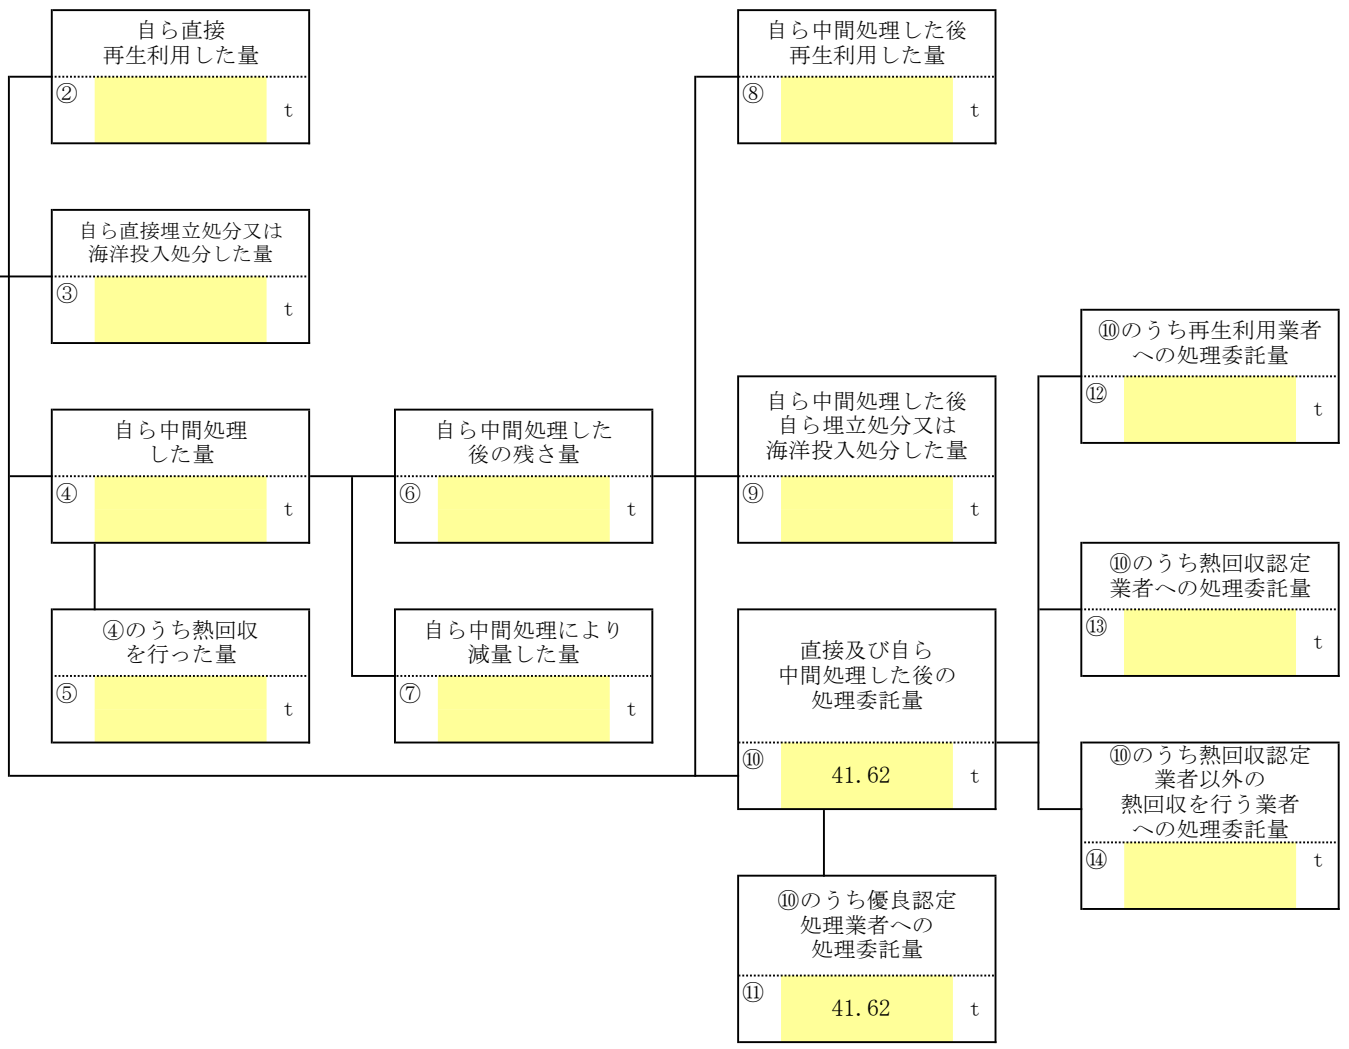 自ら直接
再生利用した量
②
t
自ら中間処理した後
再生利用した量
⑧
t
自ら直接埋立処分又は
海洋投入処分した量
③
t
⑩のうち再生利用業者
への処理委託量
⑫
t
自ら中間処理
した量
④
t
自ら中間処理した
後の残さ量
⑥
t
自ら中間処理した後
自ら埋立処分又は
海洋投入処分した量
⑨
t
⑩のうち熱回収認定
業者への処理委託量
⑬
t
④のうち熱回収
を行った量
⑤
t
自ら中間処理により
減量した量
⑦
t
直接及び自ら
中間処理した後の
処理委託量
⑩ 41.62 t
⑩のうち熱回収認定
業者以外の
熱回収を行う業者
への処理委託量
⑭
t
⑩のうち優良認定
処理業者への
処理委託量
⑪ 41.62 t